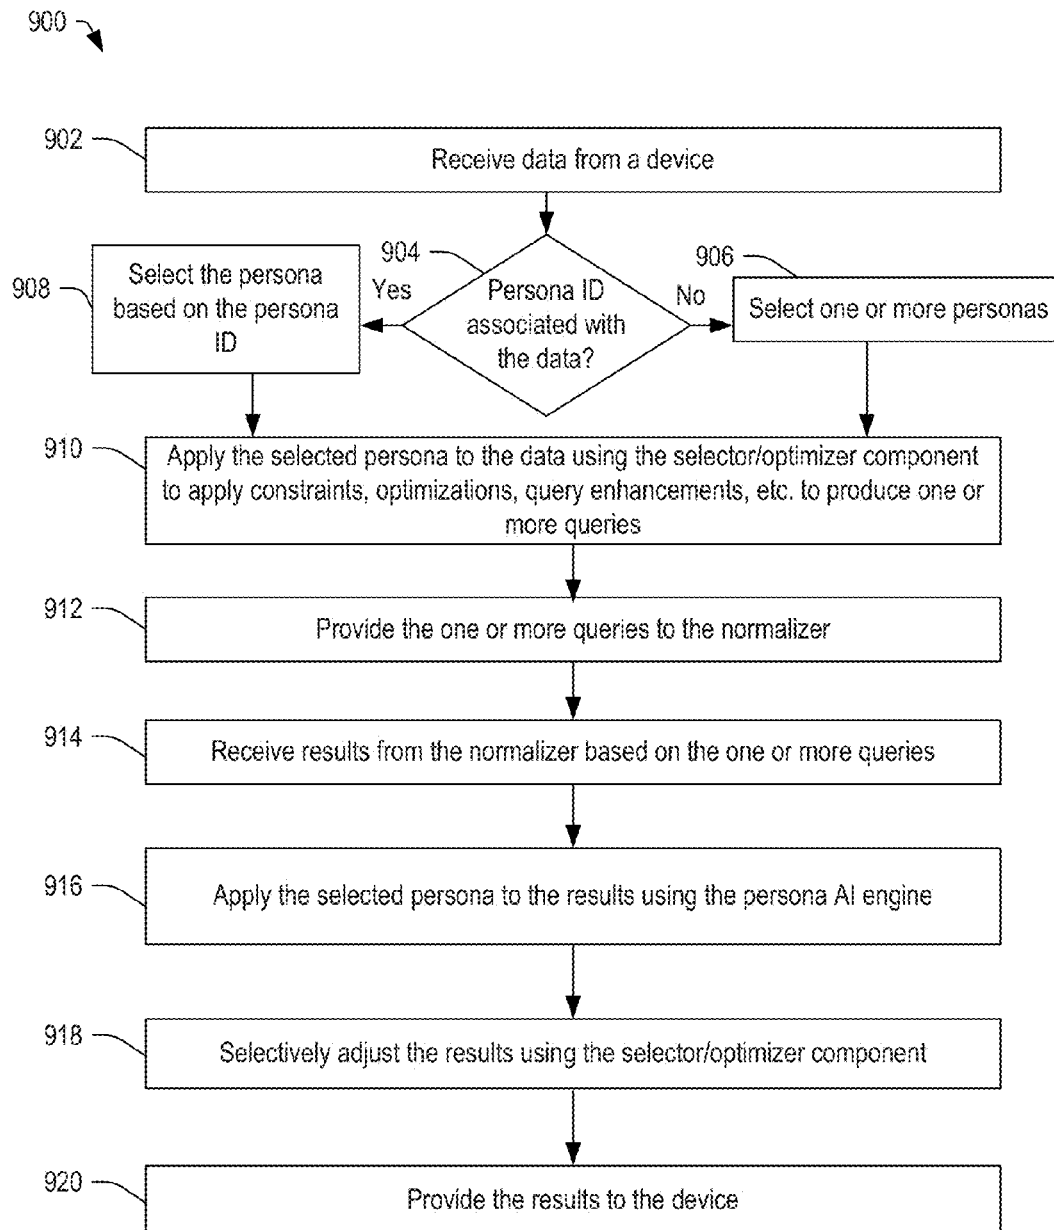 900
902
Receive data from a device
904
906
908
Select the persona
based on the persona
ID
Yes
Persona ID
associated with
the data?
No
Select one or more personas
910
Apply the selected persona to the data using the selector/optimizer component
to apply constraints, optimizations, query enhancements, etc. to produce one or
more queries
912
Provide the one or more queries to the normalizer
914
Receive results from the normalizer based on the one or more queries
916
Apply the selected persona to the results using the persona AI engine
918
Selectively adjust the results using the selector/optimizer component
920
Provide the results to the device